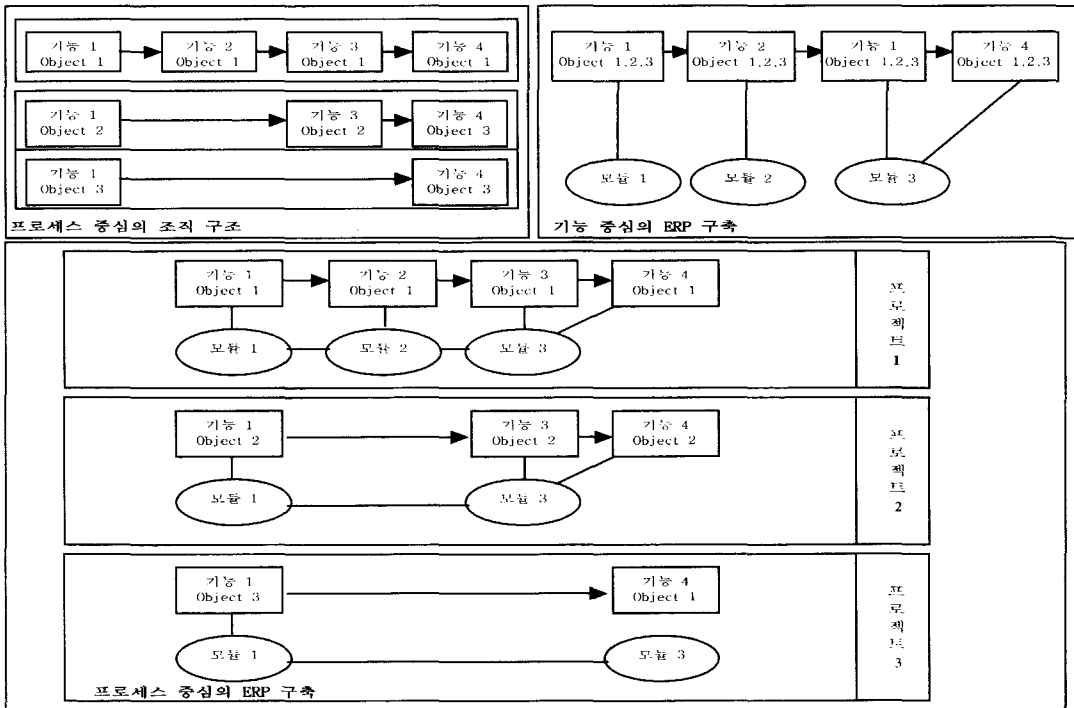 기능 1
Object 1
기능 2
Object 1
기능 3
Object 1
기능 4
Object 1
기능 1
Object 2
기능 3
Object 2
기능 4
Object 3
기능 1
Object 3
기능 4
Object 3
프로세스 중심의 조직 구조
기능 1
Object 1,2,3
기능 2
Object 1,2,3
기능 1
Object 1,2,3
기능 4
Object 1,2,3
모듈 1
모듈 2
모듈 3
기능 중심의 ERP 구축
기능 1
Object 1
기능 2
Object 1
기능 3
Object 1
기능 4
Object 1
모듈 1
모듈 2
모듈 3
프로젝트 1
기능 1
Object 2
기능 3
Object 2
기능 4
Object 2
모듈 1
모듈 3
프로젝트 2
기능 1
Object 3
기능 4
Object 1
모듈 1
모듈 3
프로젝트 3
프로세스 중심의 ERP 구축